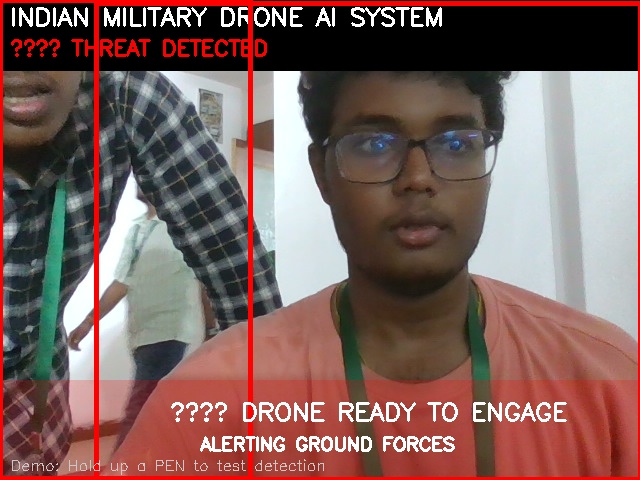 INDIAN MILITARY DRONE AI SYSTEM
???? THREAT DETECTED
???? DRONE READY TO ENGAGE
ALERTING GROUND FORCES
Demo: Hold up a PEN to test detection